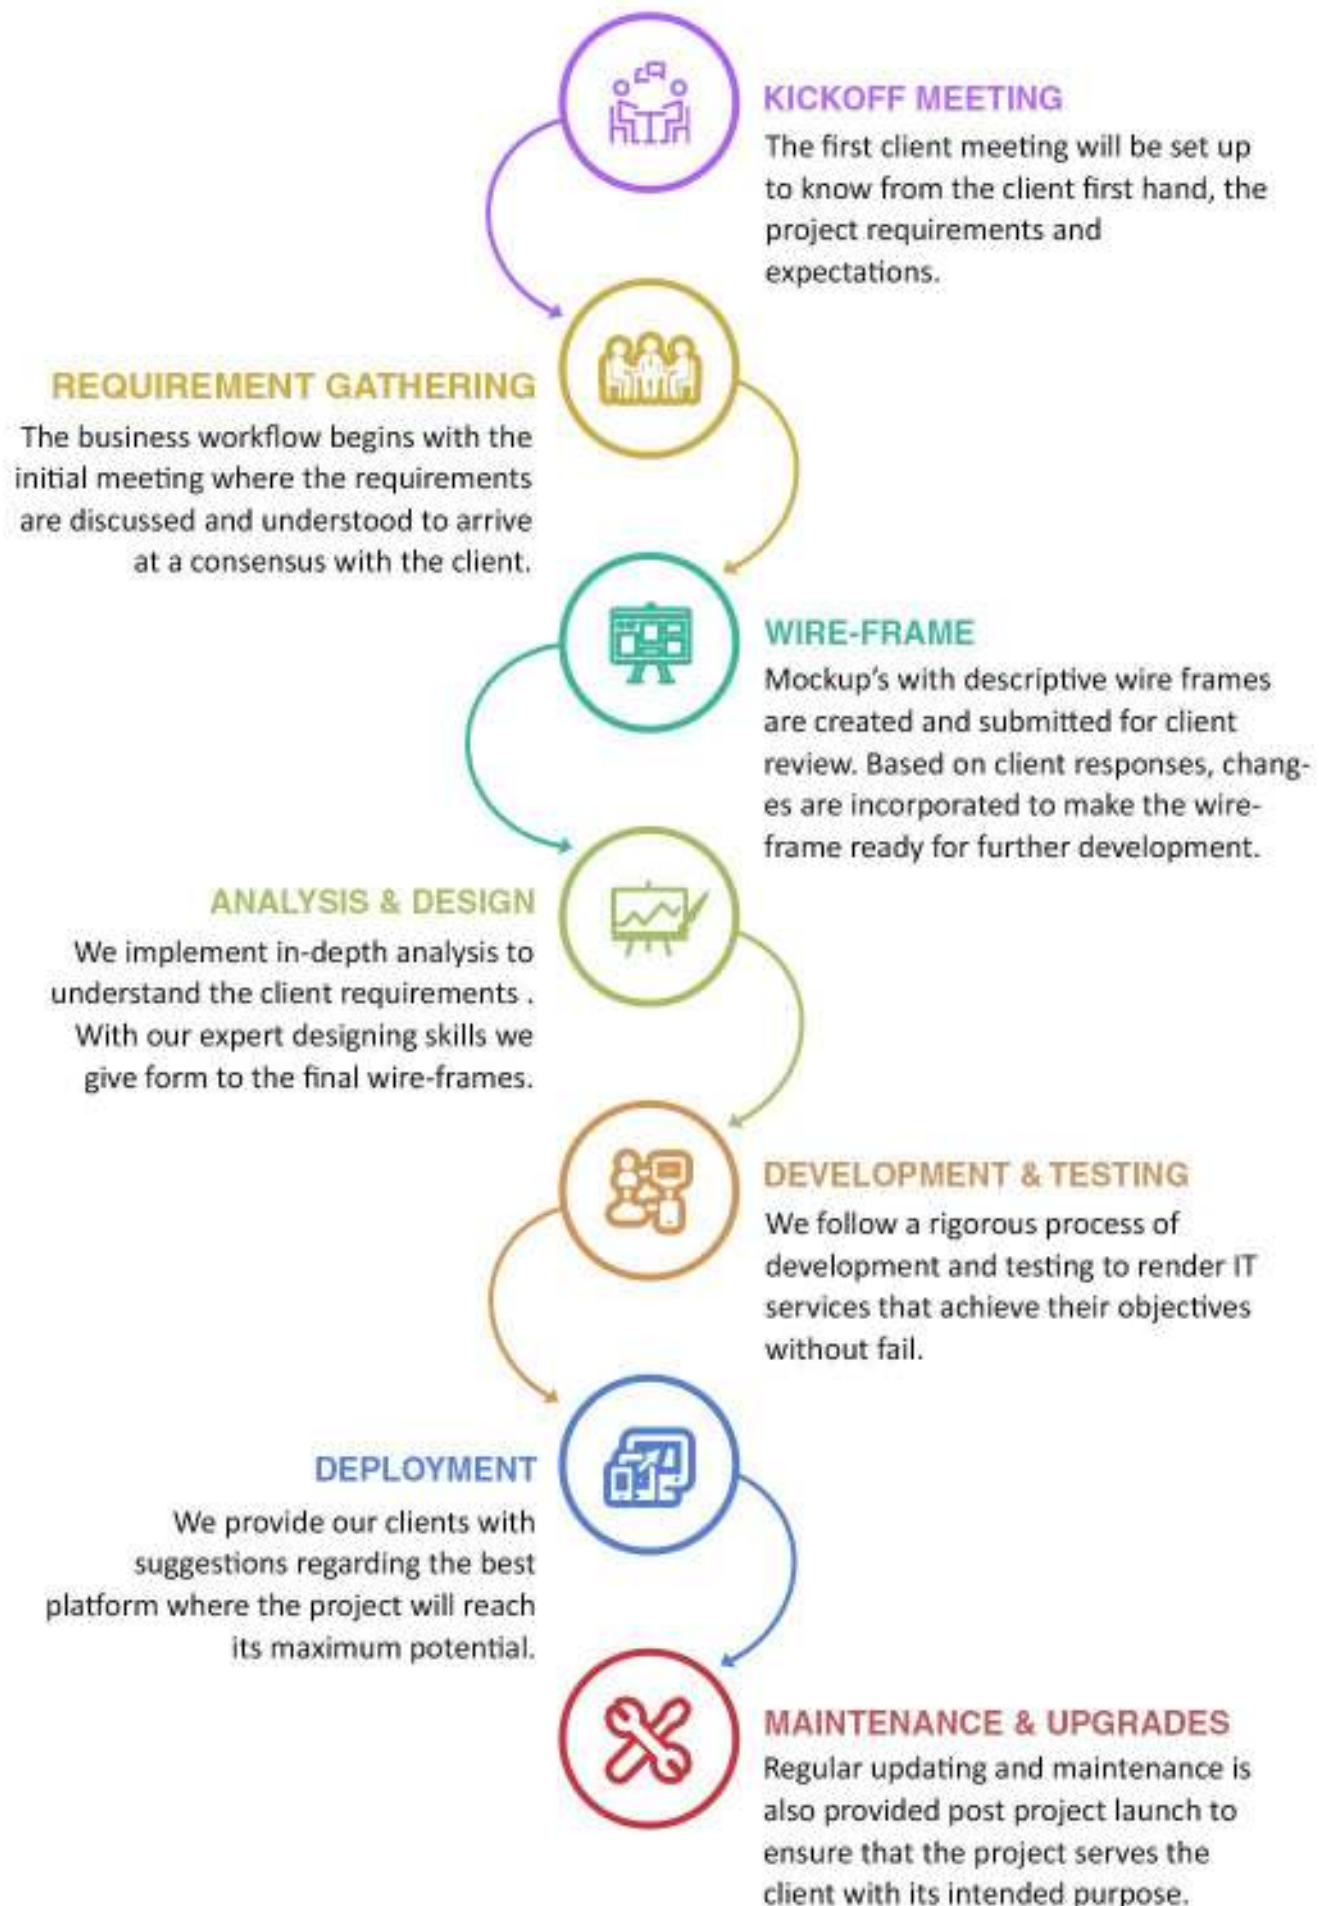 KICKOFF MEETING
The first client meeting will be set up
to know from the client first hand, the
project requirements and
expectations.
REQUIREMENT GATHERING
The business workflow begins with the
initial meeting where the requirements
are discussed and understood to arrive
at a consensus with the client.
WIRE-FRAME
Mockup's with descriptive wire frames
are created and submitted for client
review. Based on client responses, chang-
es are incorporated to make the wire-
frame ready for further development.
ANALYSIS & DESIGN
We implement in-depth analysis to
understand the client requirements .
With our expert designing skills we
give form to the final wire-frames.
DEVELOPMENT & TESTING
We follow a rigorous process of
development and testing to render IT
services that achieve their objectives
without fail.
DEPLOYMENT
We provide our clients with
suggestions regarding the best
platform where the project will reach
its maximum potential.
MAINTENANCE & UPGRADES
Regular updating and maintenance is
also provided post project launch to
ensure that the project serves the
client with its intended purpose.